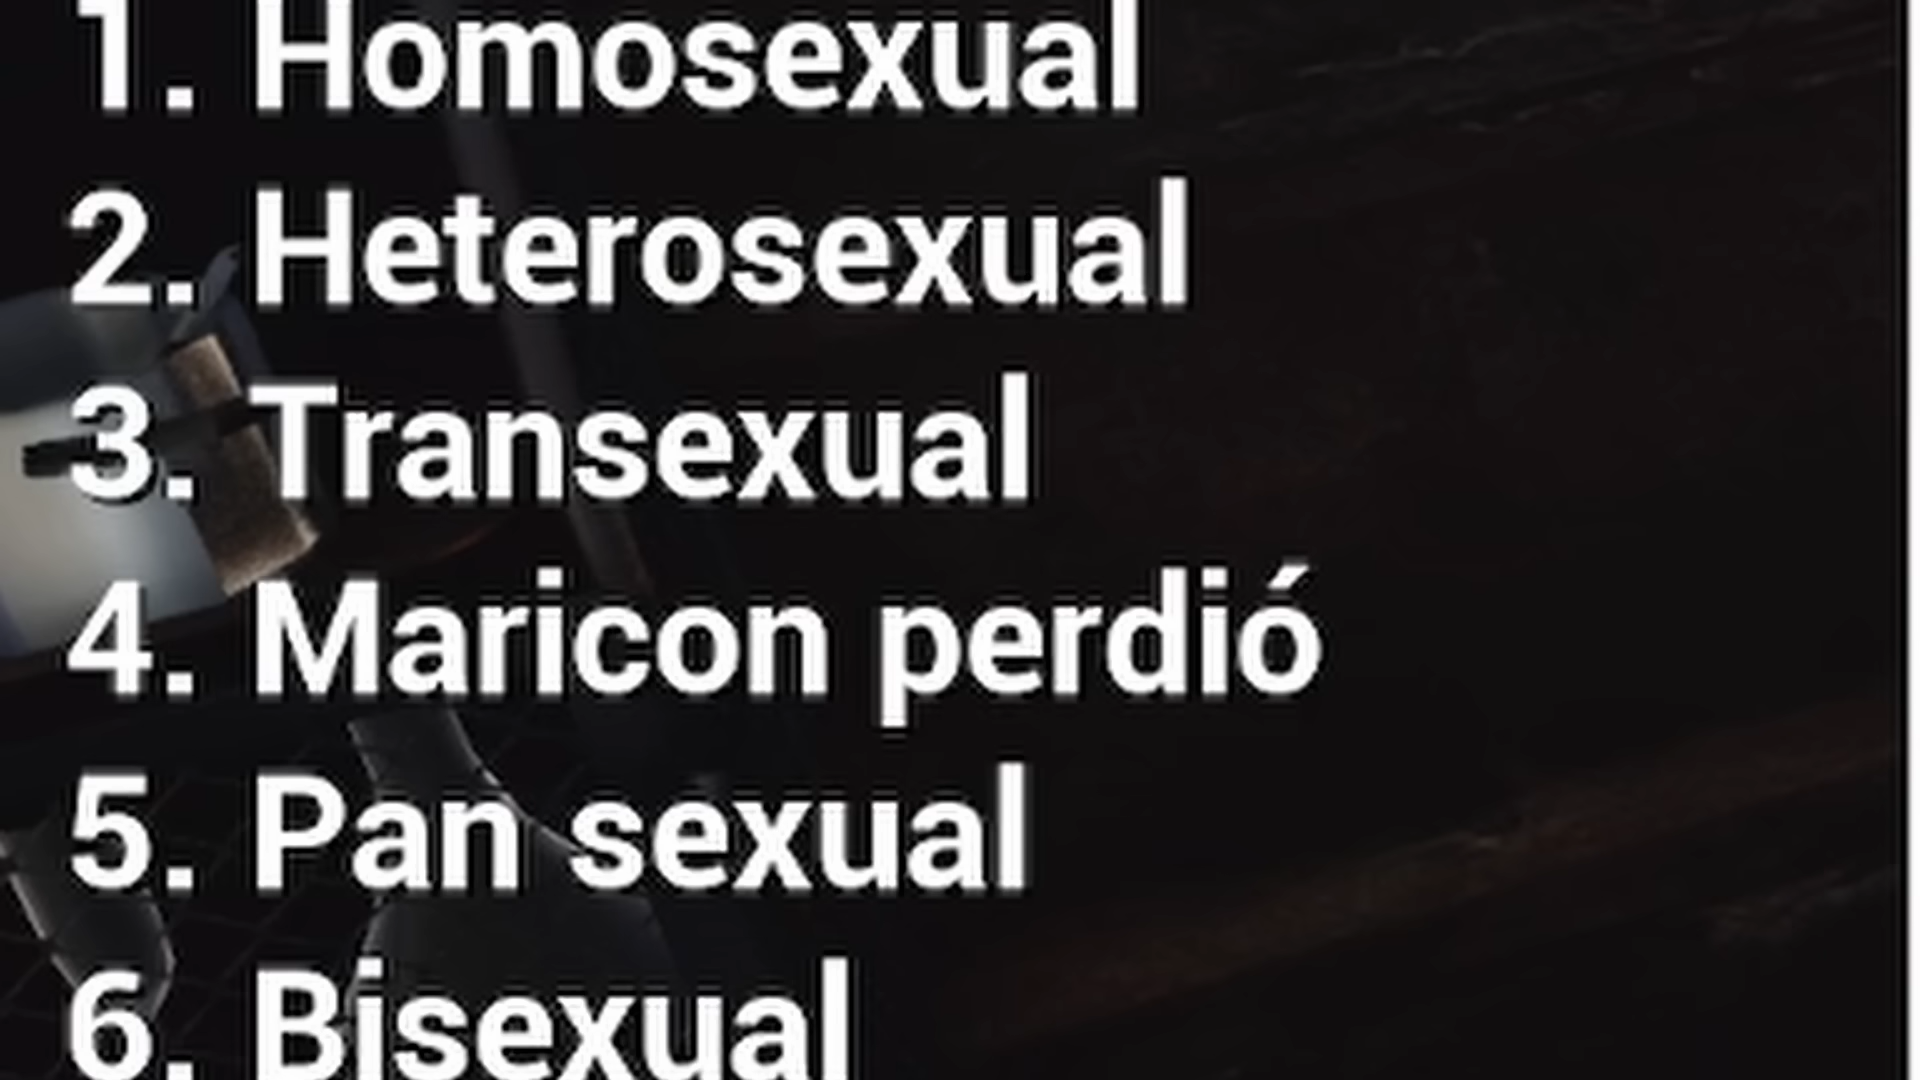 1. Homosexual
2. Heterosexual
3. Transexual
4. Maricon perdió
5. Pan sexual
6. Bisexual